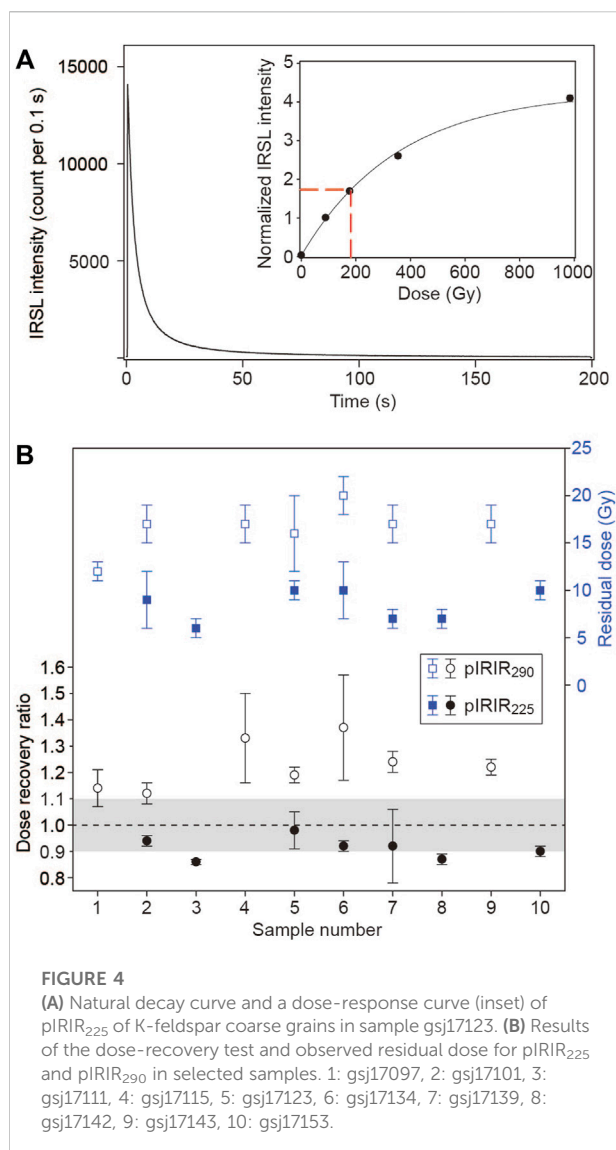 A
15000
10000
5000
IRSL intensity (count per 0.1 s)
0
50
100
150
200
Time (s)
5
4
3
2
1
0
Normalized IRSL intensity
0
200
400
600
800
1000
Dose (Gy)
B
25
20
15
10
5
0
Residual dose (Gy)
1.6
1.5
1.4
1.3
1.2
1.1
1.0
0.9
0.8
Dose recovery ratio
pIRIR290
pIRIR225
1 2 3 4 5 6 7 8 9 10
Sample number
FIGURE 4
(A) Natural decay curve and a dose-response curve (inset) of
pIRIR225 of K-feldspar coarse grains in sample gsj17123. (B) Results
of the dose-recovery test and observed residual dose for pIRIR225
and pIRIR290 in selected samples. 1: gsj17097, 2: gsj17101, 3:
gsj17111, 4: gsj17115, 5: gsj17123, 6: gsj17134, 7: gsj17139, 8:
gsj17142, 9: gsj17143, 10: gsj17153.